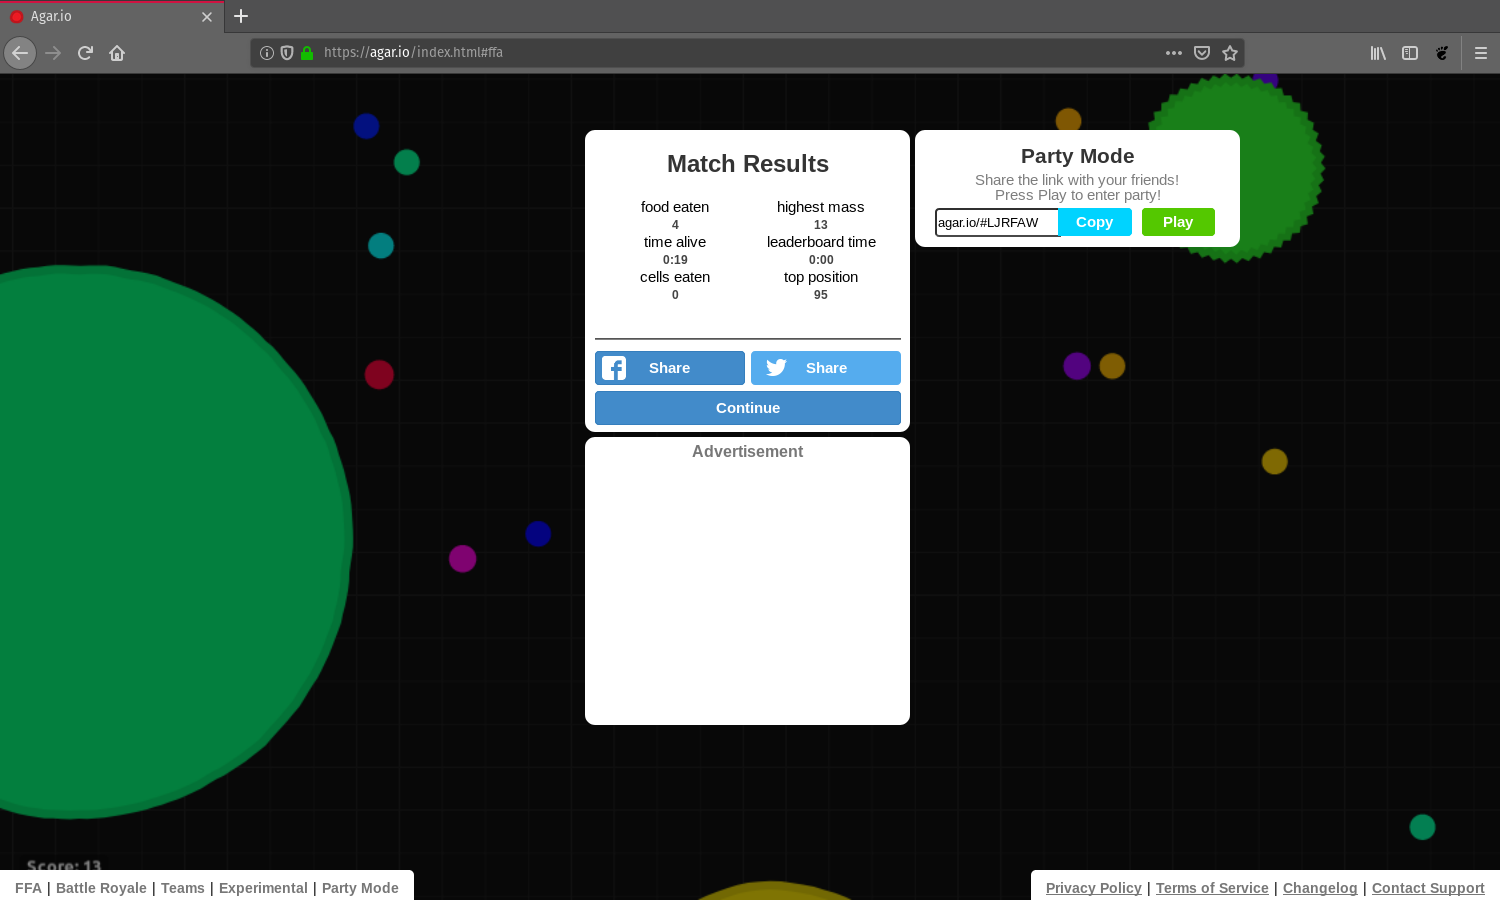 Agar.io
https://agar.io/index.html#ffa
Match Results
food eaten
4
highest mass
13
time alive
0:19
leaderboard time
0:00
cells eaten
0
top position
95
Share
Share
Continue
Advertisement
Party Mode
Share the link with your friends!
Press Play to enter party!
agar.io/#LJRFAW
Copy
Play
Score: 13
FFA | Battle Royale | Teams | Experimental | Party Mode
Privacy Policy | Terms of Service | Changelog | Contact Support